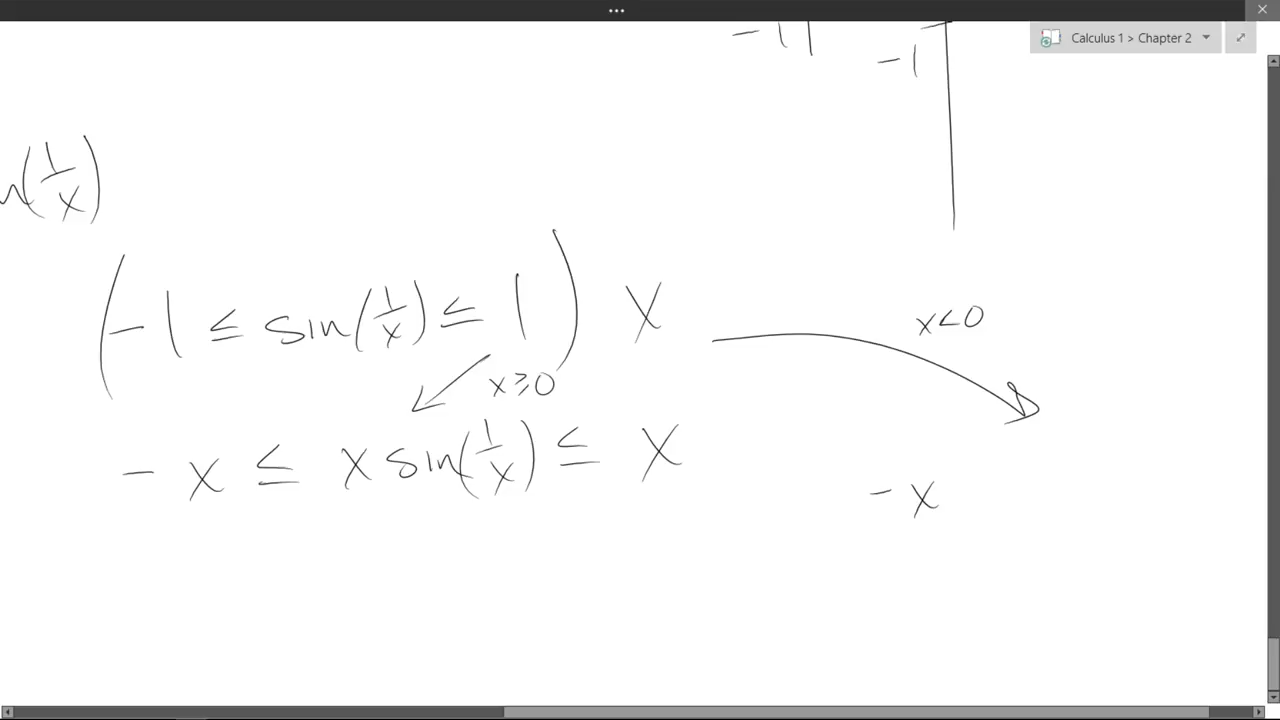 ...
Calculus 1 > Chapter 2
-1
-1
n(1/x)
(-1 ≤ sin(1/x) ≤ 1) x
x<0
x≥0
-x ≤ x sin(1/x) ≤ x
-x